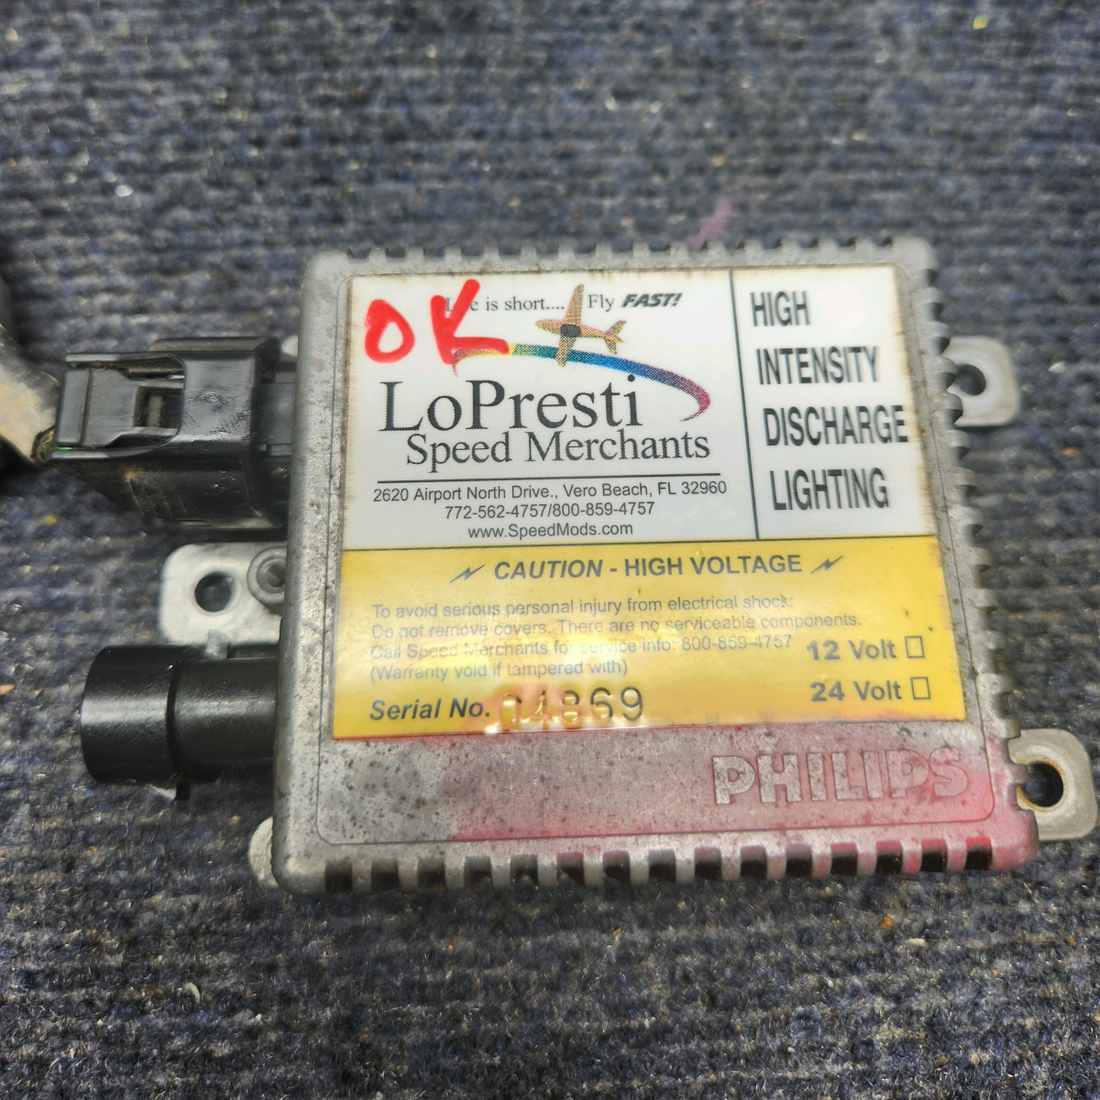 OK
is short.... Fly FAST!
LoPresti
Speed Merchants
2620 Airport North Drive., Vero Beach, FL 32960
772-562-4757/800-859-4757
www.SpeedMods.com
HIGH
INTENSITY
DISCHARGE
LIGHTING
CAUTION - HIGH VOLTAGE
To avoid serious personal injury from electrical shock:
Do not remove covers. There are no serviceable components.
Call Speed Merchants for service info: 800-859-4757
(Warranty void if tampered with)
12 Volt
24 Volt
Serial No.
PHILIPS